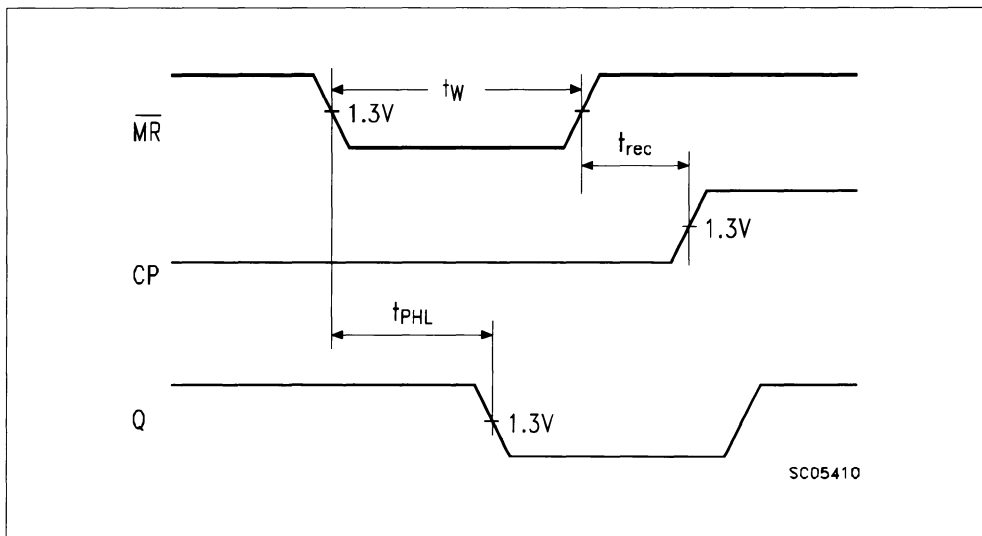 tW
1.3V
MR
trec
1.3V
CP
tPHL
1.3V
Q
SC05410